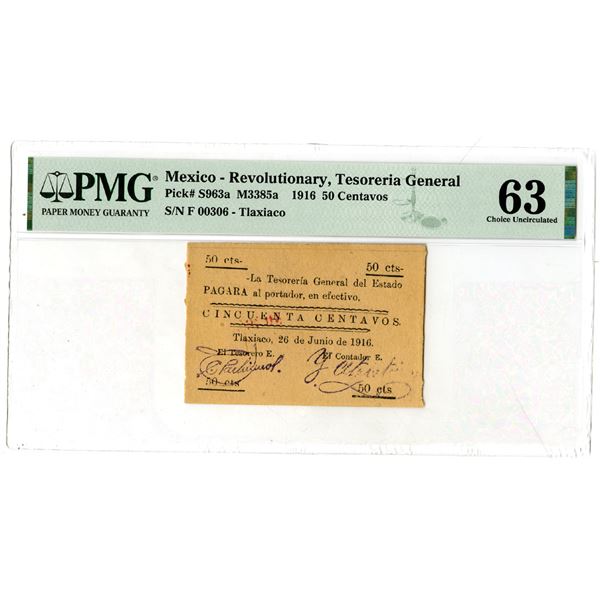 PMG®
PAPER MONEY GUARANTY
Mexico - Revolutionary, Tesoreria General
Pick# S963a M3385a 1916 50 Centavos
S/N F 00306 - Tlaxiaco
63
Choice Uncirculated
50 cts- 50 cts-
-La Tesorería General del Estado
PAGARA al portador, en efectivo,
CINCUENTA CENTAVOS.
Tlaxiaco, 26 de Junio de 1916.
El Tesorero E. El Contador E.
50 cts 50 cts